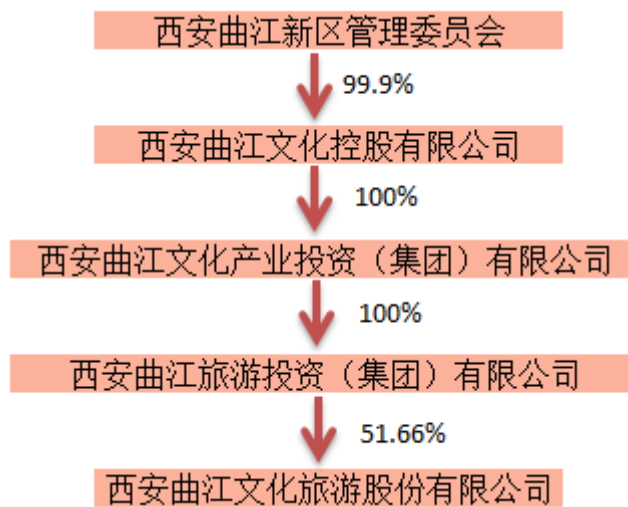 西安曲江新区管理委员会
99.9%
西安曲江文化控股有限公司
100%
西安曲江文化产业投资（集团）有限公司
100%
西安曲江旅游投资（集团）有限公司
51.66%
西安曲江文化旅游股份有限公司